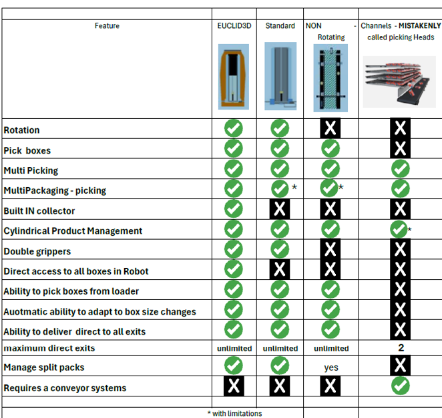 Feature EUCLID3D Standard NON - Rotating Channels - MISTAKENLY called picking Heads
Rotation X X
Pick boxes X
Multi Picking
MultiPackaging - picking * * X
Built IN collector X X X
Cylindrical Product Management *
Double grippers X X
Direct access to all boxes in Robot X X X
Ability to pick boxes from loader X
Auotmatic ability to adapt to box size changes X
Ability to deliver direct to all exits X
maximum direct exits unlimited unlimited unlimited 2
Manage split packs yes X
Requires a conveyor systems X X X
* with limitations